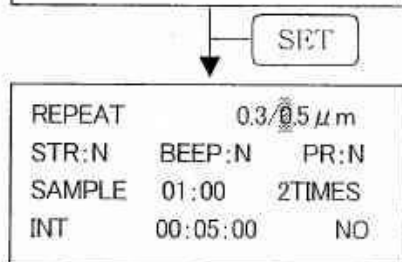 SET
REPEAT 0.3/0.5 μm
STR:N BEEP:N PR:N
SAMPLE 01:00 2TIMES
INT 00:05:00 NO